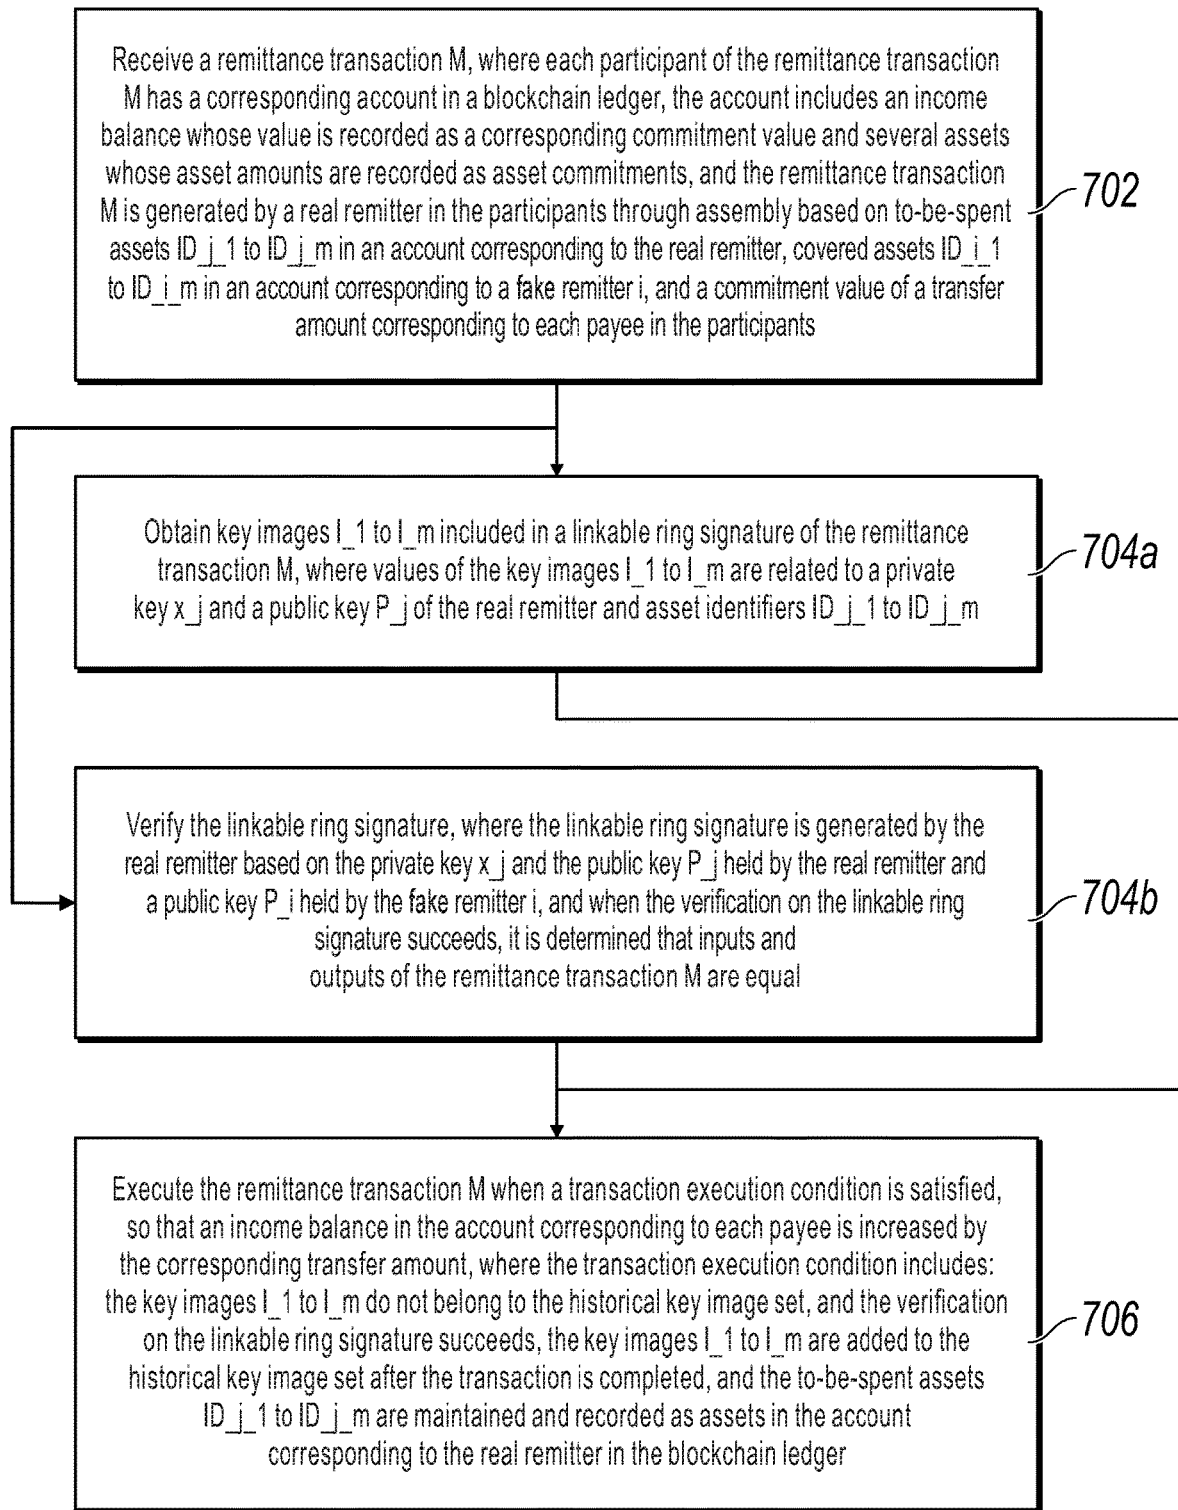 Receive a remittance transaction M, where each participant of the remittance transaction
M has a corresponding account in a blockchain ledger, the account includes an income
balance whose value is recorded as a corresponding commitment value and several assets
whose asset amounts are recorded as asset commitments, and the remittance transaction
M is generated by a real remitter in the participants through assembly based on to-be-spent
assets ID_j_1 to ID_j_m in an account corresponding to the real remitter, covered assets ID_i_1
to ID_i_m in an account corresponding to a fake remitter i, and a commitment value of a transfer
amount corresponding to each payee in the participants
702
Obtain key images I_1 to I_m included in a linkable ring signature of the remittance
transaction M, where values of the key images I_1 to I_m are related to a private
key x_j and a public key P_j of the real remitter and asset identifiers ID_j_1 to ID_j_m
704a
Verify the linkable ring signature, where the linkable ring signature is generated by the
real remitter based on the private key x_j and the public key P_j held by the real remitter and
a public key P_i held by the fake remitter i, and when the verification on the linkable ring
signature succeeds, it is determined that inputs and
outputs of the remittance transaction M are equal
704b
Execute the remittance transaction M when a transaction execution condition is satisfied,
so that an income balance in the account corresponding to each payee is increased by
the corresponding transfer amount, where the transaction execution condition includes:
the key images I_1 to I_m do not belong to the historical key image set, and the verification
on the linkable ring signature succeeds, the key images I_1 to I_m are added to the
historical key image set after the transaction is completed, and the to-be-spent assets
ID_j_1 to ID_j_m are maintained and recorded as assets in the account
corresponding to the real remitter in the blockchain ledger
706